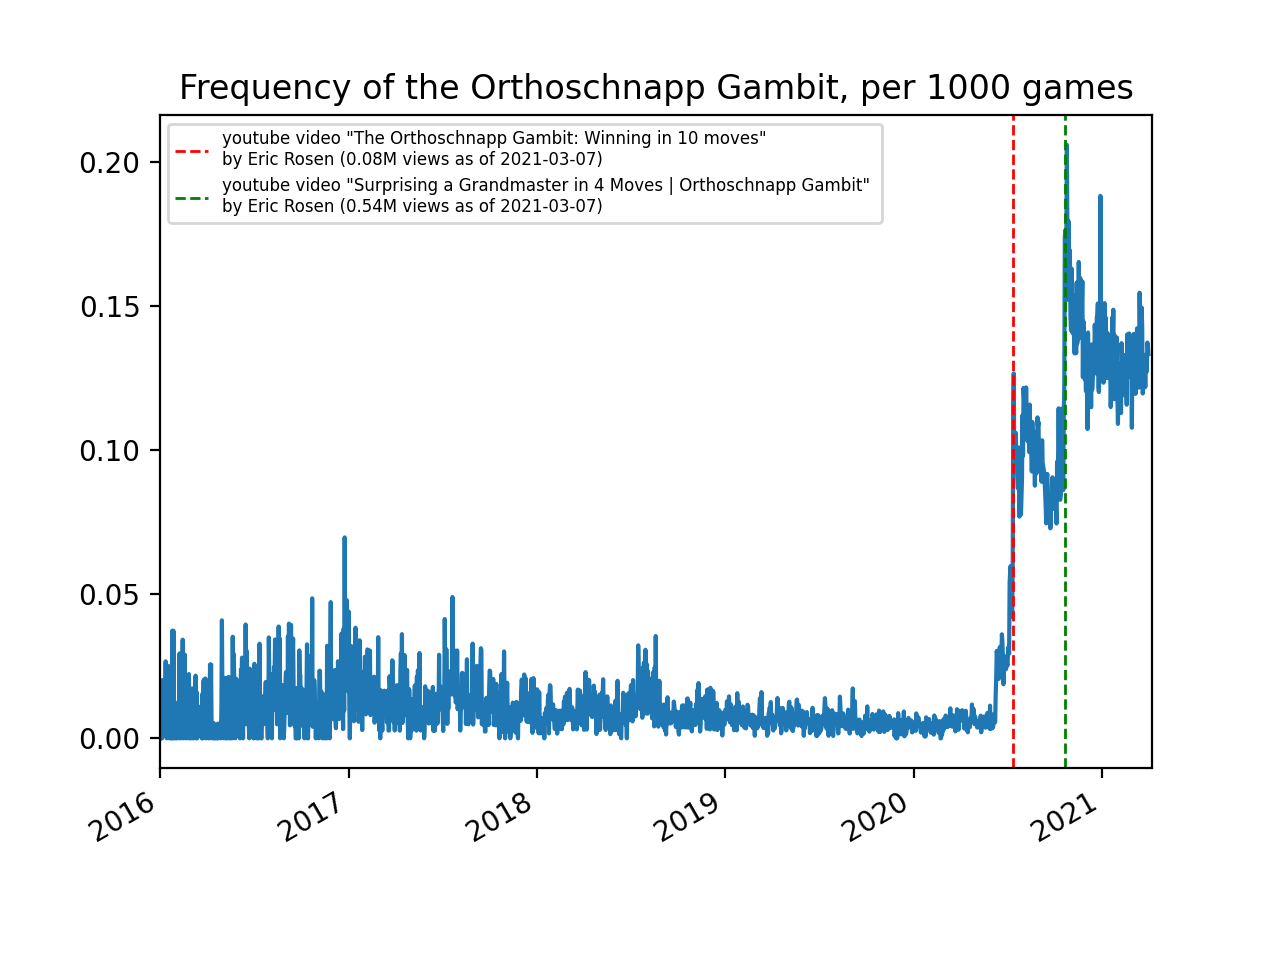 Frequency of the Orthoschnapp Gambit, per 1000 games
youtube video "The Orthoschnapp Gambit: Winning in 10 moves"
by Eric Rosen (0.08M views as of 2021-03-07)
youtube video "Surprising a Grandmaster in 4 Moves | Orthoschnapp Gambit"
by Eric Rosen (0.54M views as of 2021-03-07)
0.20
0.15
0.10
0.05
0.00
2016 2017 2018 2019 2020 2021